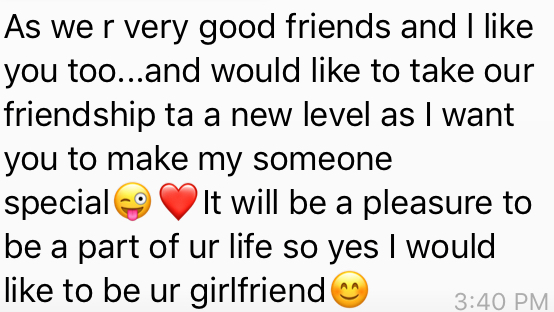 As we r very good friends and I like
you too...and would like to take our
friendship ta a new level as I want
you to make my someone
special😜❤️It will be a pleasure to
be a part of ur life so yes I would
like to be ur girlfriend😊
3:40 PM